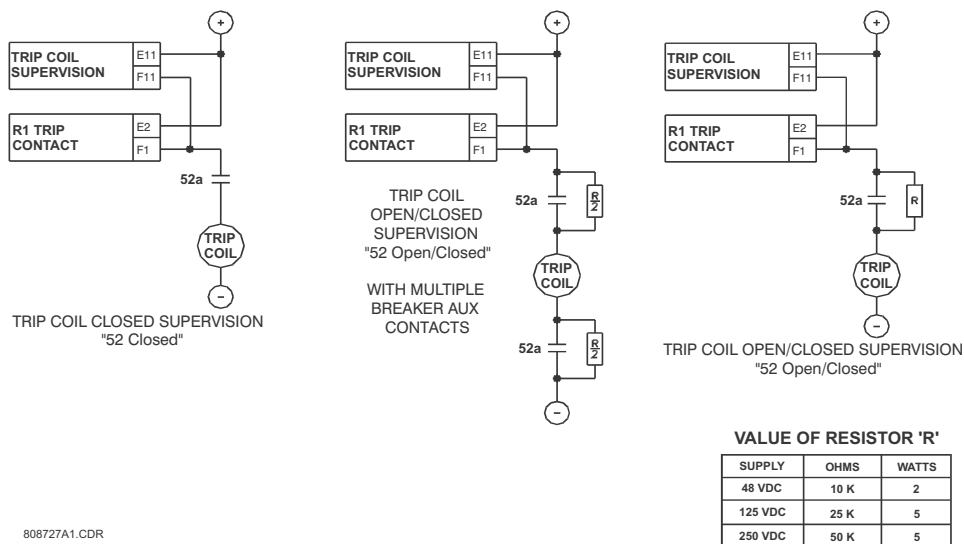 +
TRIP COIL
SUPERVISION
E11
F11
R1 TRIP
CONTACT
E2
F1
52a
TRIP
COIL
−
TRIP COIL CLOSED SUPERVISION
"52 Closed"
+
TRIP COIL
SUPERVISION
E11
F11
R1 TRIP
CONTACT
E2
F1
TRIP COIL
OPEN/CLOSED
SUPERVISION
"52 Open/Closed"
WITH MULTIPLE
BREAKER AUX
CONTACTS
52a
R
2
TRIP
COIL
52a
R
2
−
+
TRIP COIL
SUPERVISION
E11
F11
R1 TRIP
CONTACT
E2
F1
52a
R
TRIP
COIL
−
TRIP COIL OPEN/CLOSED SUPERVISION
"52 Open/Closed"
VALUE OF RESISTOR 'R'
SUPPLY OHMS WATTS
48 VDC 10 K 2
125 VDC 25 K 5
250 VDC 50 K 5
808727A1.CDR